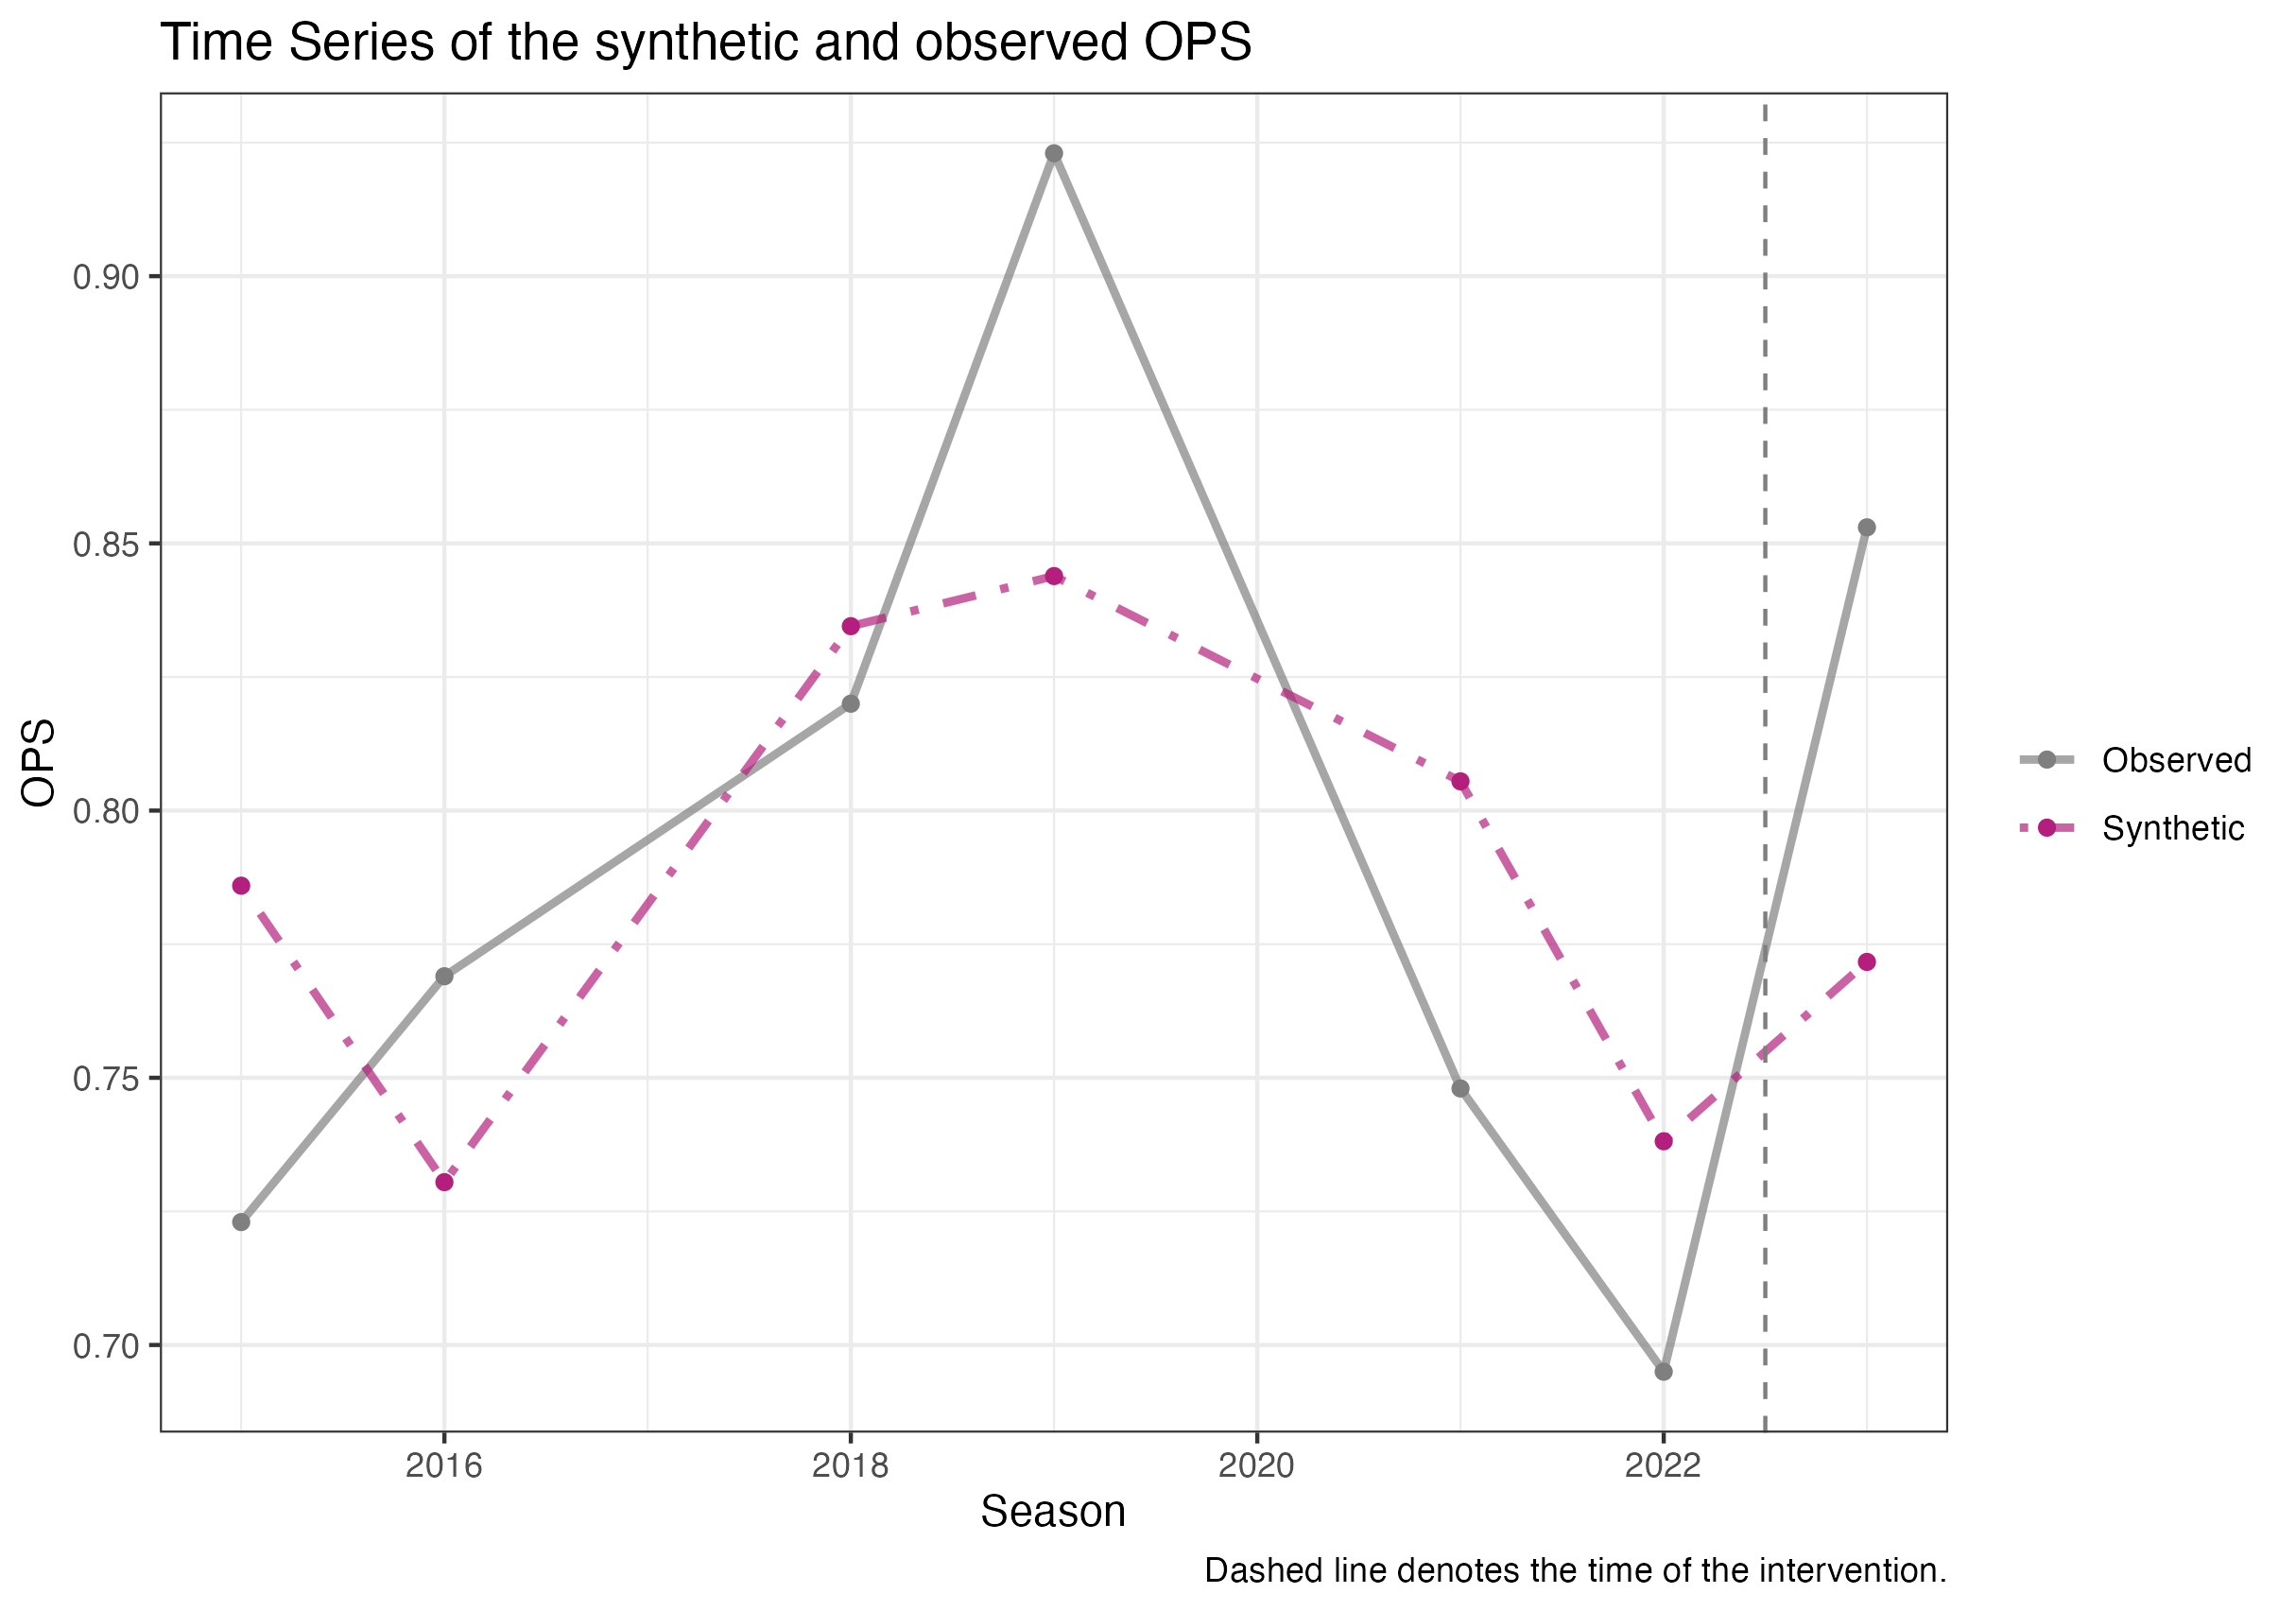 Time Series of the synthetic and observed OPS
OPS
0.90
0.85
0.80
0.75
0.70
2016 2018 2020 2022
Season
Observed
Synthetic
Dashed line denotes the time of the intervention.